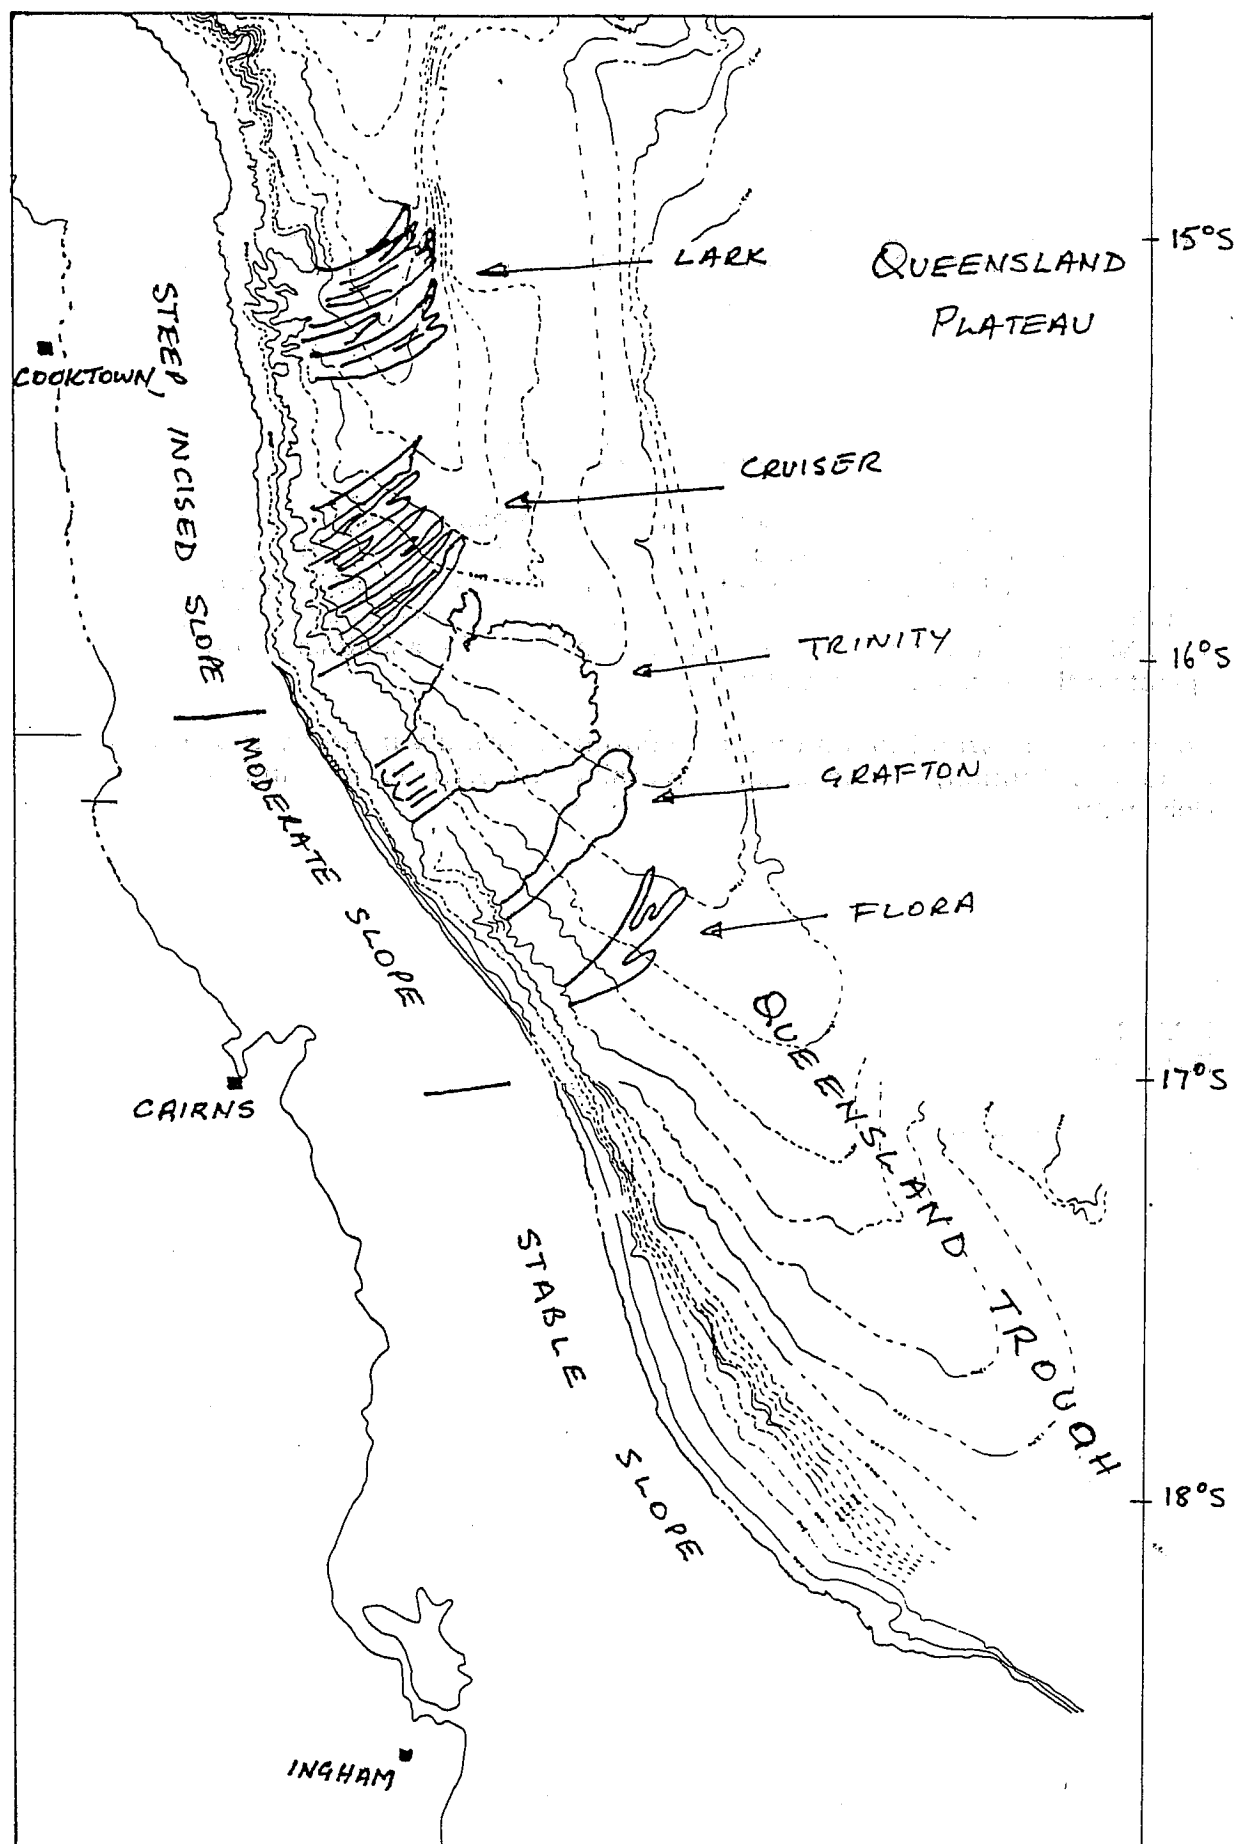 15°S
LARK
QUEENSLAND
PLATEAU
STEEP, INCISED SLOPE
COOKTOWN
CRUISER
TRINITY
16°S
MODERATE SLOPE
GRAFTON
FLORA
QUEENSLAND TROUGH
17°S
CAIRNS
STABLE SLOPE
18°S
INGHAM